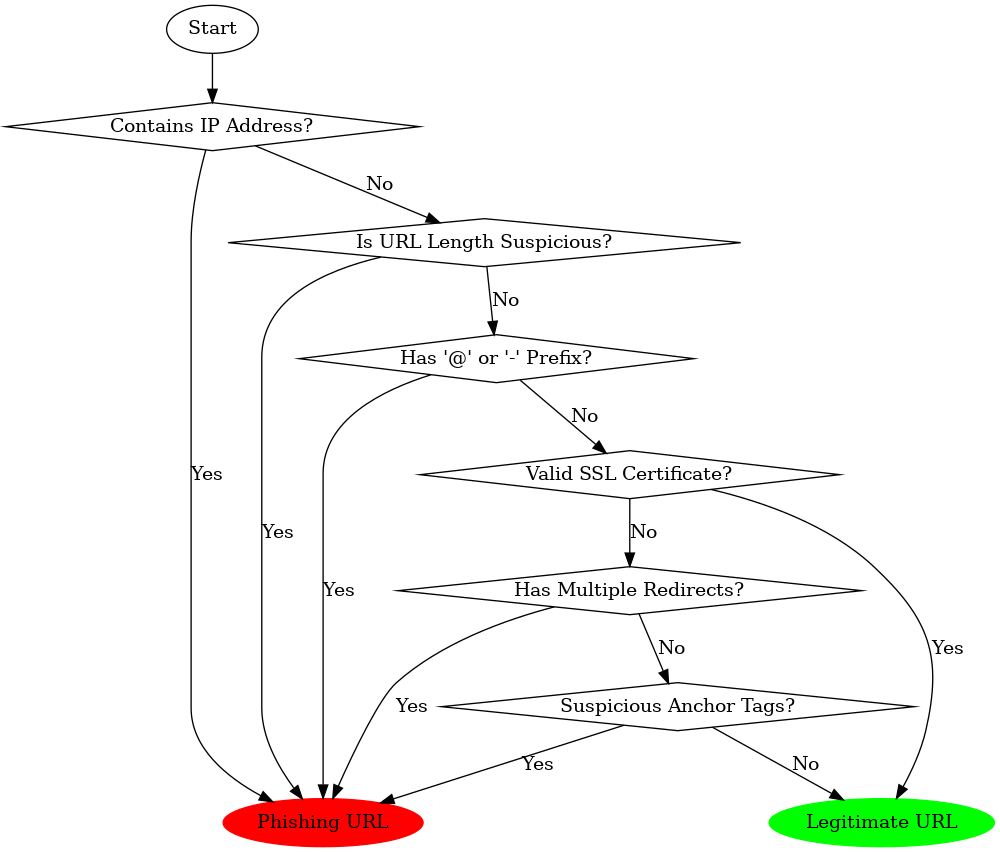 Start
Contains IP Address?
No
Is URL Length Suspicious?
No
Has '@' or '-' Prefix?
No
Valid SSL Certificate?
Yes
Yes
No
Yes
Has Multiple Redirects?
Yes
No
Yes
Suspicious Anchor Tags?
Yes
Yes
No
Phishing URL
Legitimate URL